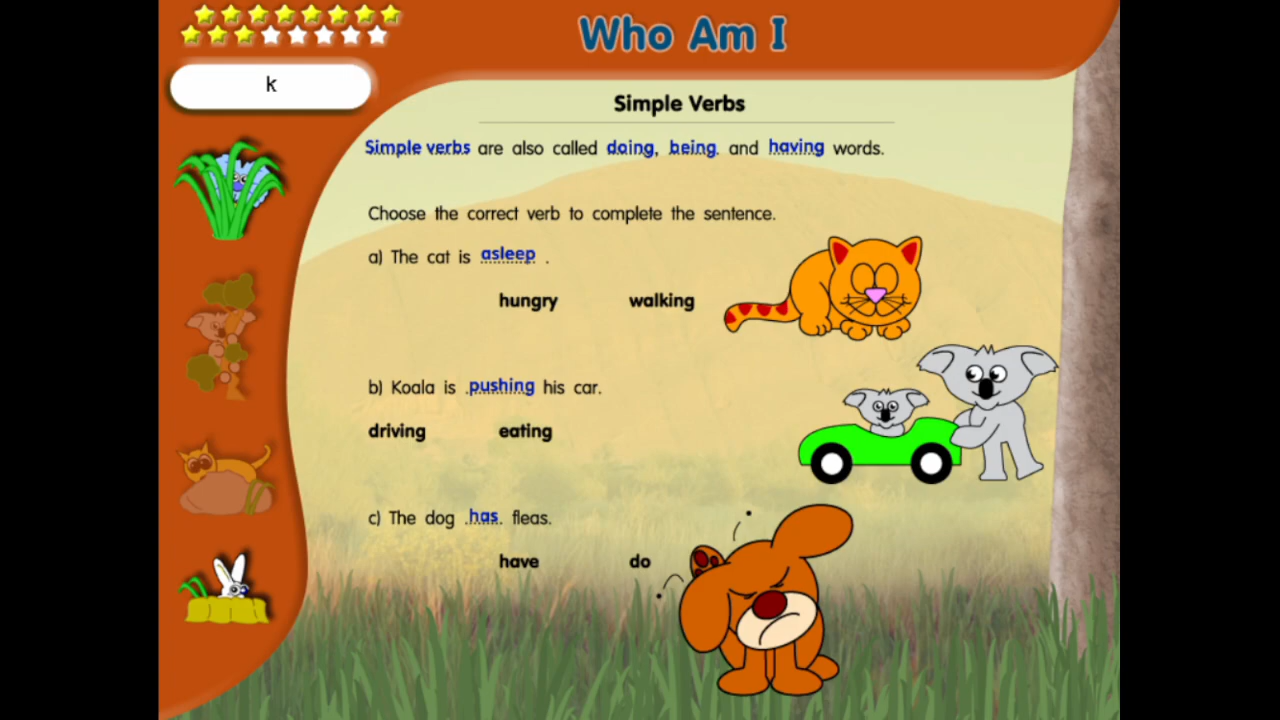 Who Am I
k
Simple Verbs
Simple verbs are also called doing, being. and having words.
Choose the correct verb to complete the sentence.
a) The cat is asleep .
hungry walking
b) Koala is pushing his car.
driving eating
c) The dog has fleas.
have do